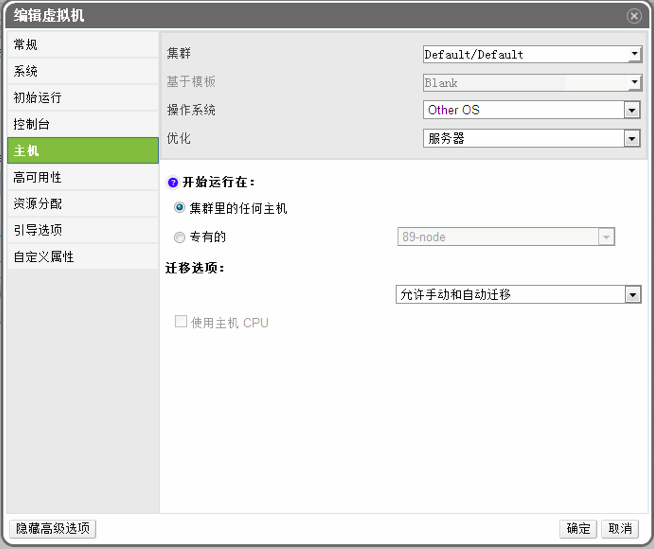 编辑虚拟机
常规
系统
初始运行
控制台
主机
高可用性
资源分配
引导选项
自定义属性
集群 Default/Default
基于模板 Blank
操作系统 Other OS
优化 服务器
? 开始运行在：
集群里的任何主机
专有的 89-node
迁移选项：
允许手动和自动迁移
使用主机 CPU
隐藏高级选项 确定 取消